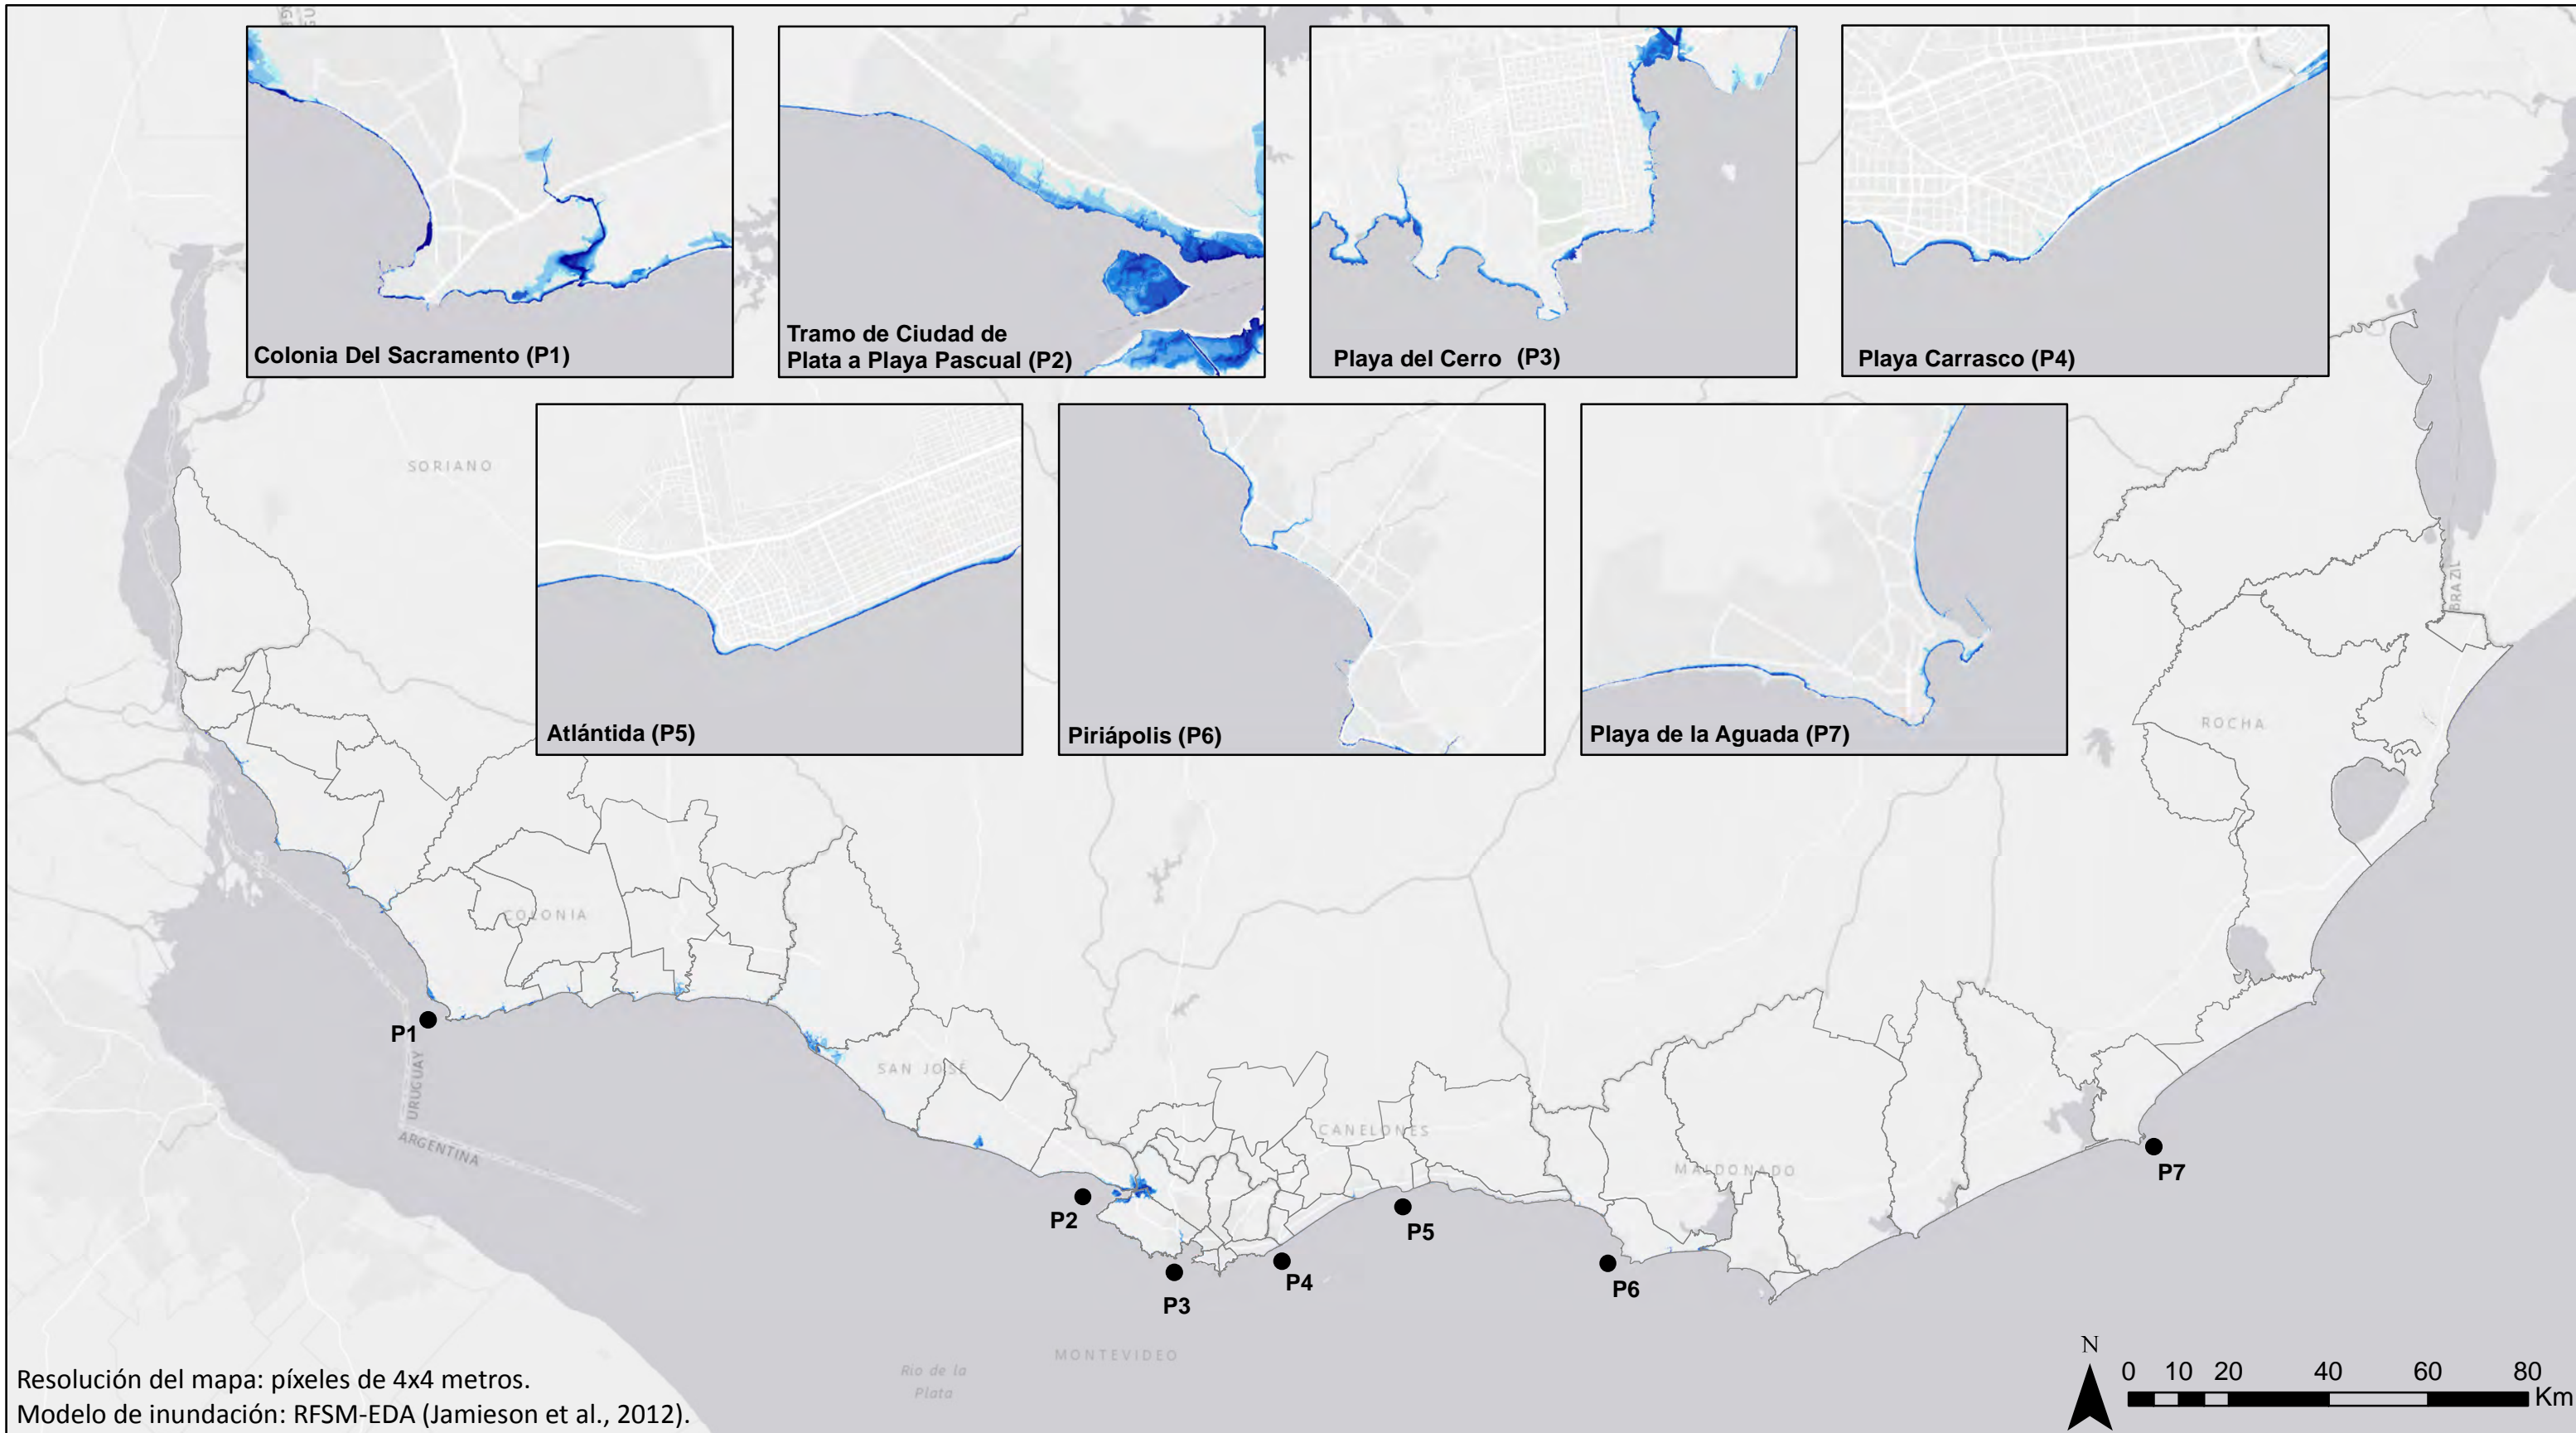 Colonia Del Sacramento (P1)
Tramo de Ciudad de
Plata a Playa Pascual (P2)
Playa del Cerro (P3)
Playa Carrasco (P4)
Atlántida (P5)
Piriápolis (P6)
Playa de la Aguada (P7)
SORIANO
BRAZIL
ROCHA
COLONIA
SAN JOSÉ
CANELONES
MALDONADO
URUGUAY
ARGENTINA
P1
P2
P3
P4
P5
P6
P7
MONTEVIDEO
Río de la
Plata
N
0 10 20 40 60 80
Km
Resolución del mapa: píxeles de 4x4 metros.
Modelo de inundación: RFSM-EDA (Jamieson et al., 2012).